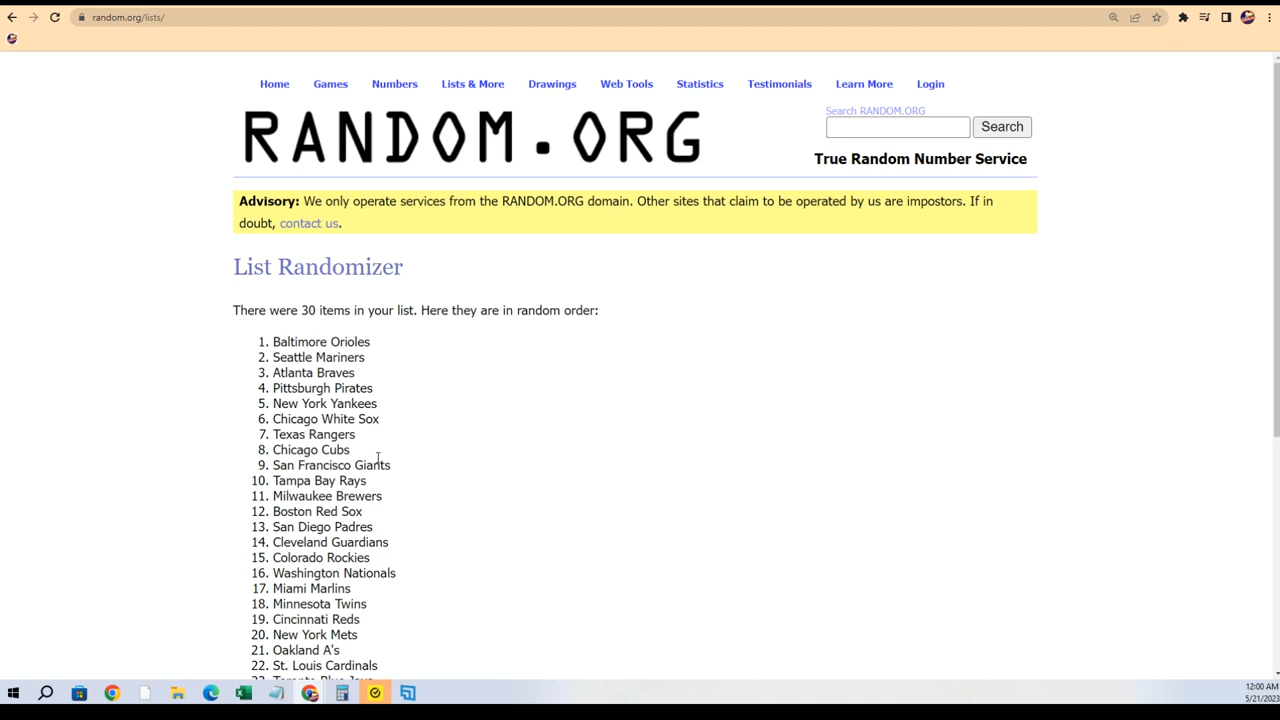 random.org/lists/
Home Games Numbers Lists & More Drawings Web Tools Statistics Testimonials Learn More Login
RANDOM.ORG
Search RANDOM.ORG
Search
True Random Number Service
Advisory: We only operate services from the RANDOM.ORG domain. Other sites that claim to be operated by us are impostors. If in
doubt, contact us.
List Randomizer
There were 30 items in your list. Here they are in random order:
1. Baltimore Orioles
2. Seattle Mariners
3. Atlanta Braves
4. Pittsburgh Pirates
5. New York Yankees
6. Chicago White Sox
7. Texas Rangers
8. Chicago Cubs
9. San Francisco Giants
10. Tampa Bay Rays
11. Milwaukee Brewers
12. Boston Red Sox
13. San Diego Padres
14. Cleveland Guardians
15. Colorado Rockies
16. Washington Nationals
17. Miami Marlins
18. Minnesota Twins
19. Cincinnati Reds
20. New York Mets
21. Oakland A's
22. St. Louis Cardinals
23. Toronto Blue Jays
12:00 AM
5/21/2023